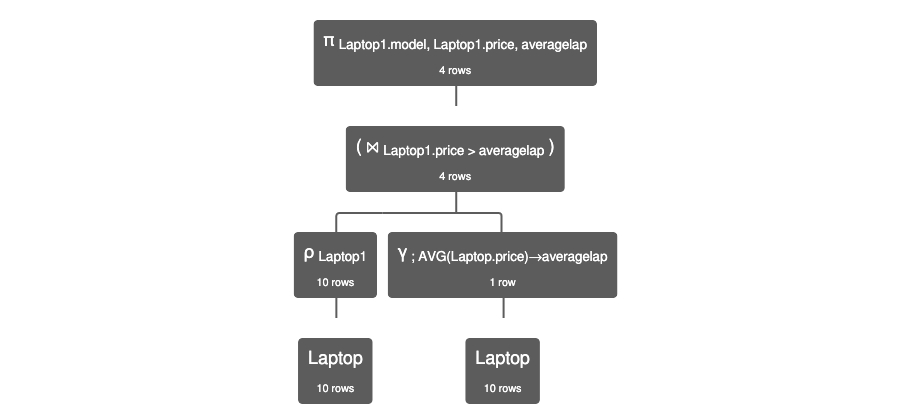 π Laptop1.model, Laptop1.price, averagelap
4 rows
( ⋈ Laptop1.price > averagelap )
4 rows
ρ Laptop1
10 rows
γ ; AVG(Laptop.price)→averagelap
1 row
Laptop
10 rows
Laptop
10 rows